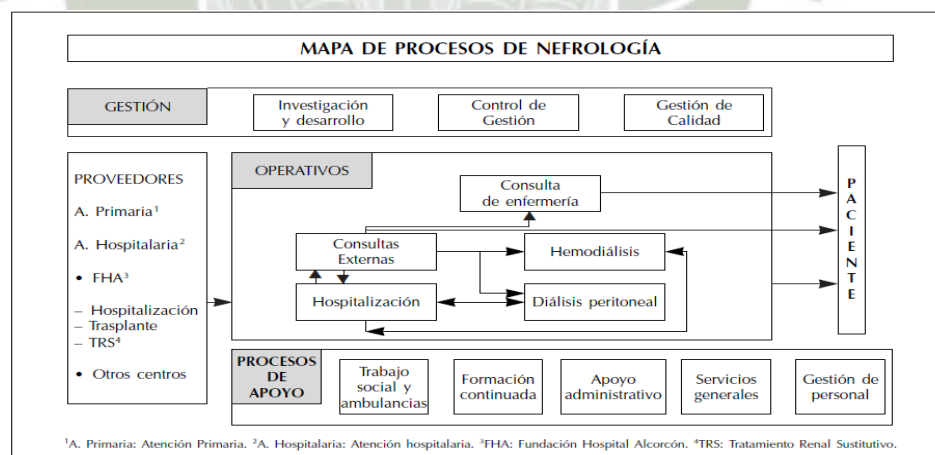 MAPA DE PROCESOS DE NEFROLOGÍA
GESTIÓN
Investigación
y desarrollo
Control de
Gestión
Gestión de
Calidad
PROVEEDORES
A. Primaria¹
A. Hospitalaria²
• FHA³
– Hospitalización
– Trasplante
– TRS⁴
• Otros centros
OPERATIVOS
Consulta
de enfermería
Consultas
Externas
Hemodiálisis
Hospitalización
Diálisis peritoneal
PACIENTE
PROCESOS
DE
APOYO
Trabajo
social y
ambulancias
Formación
continuada
Apoyo
administrativo
Servicios
generales
Gestión de
personal
¹A. Primaria: Atención Primaria. ²A. Hospitalaria: Atención hospitalaria. ³FHA: Fundación Hospital Alcorcón. ⁴TRS: Tratamiento Renal Sustitutivo.